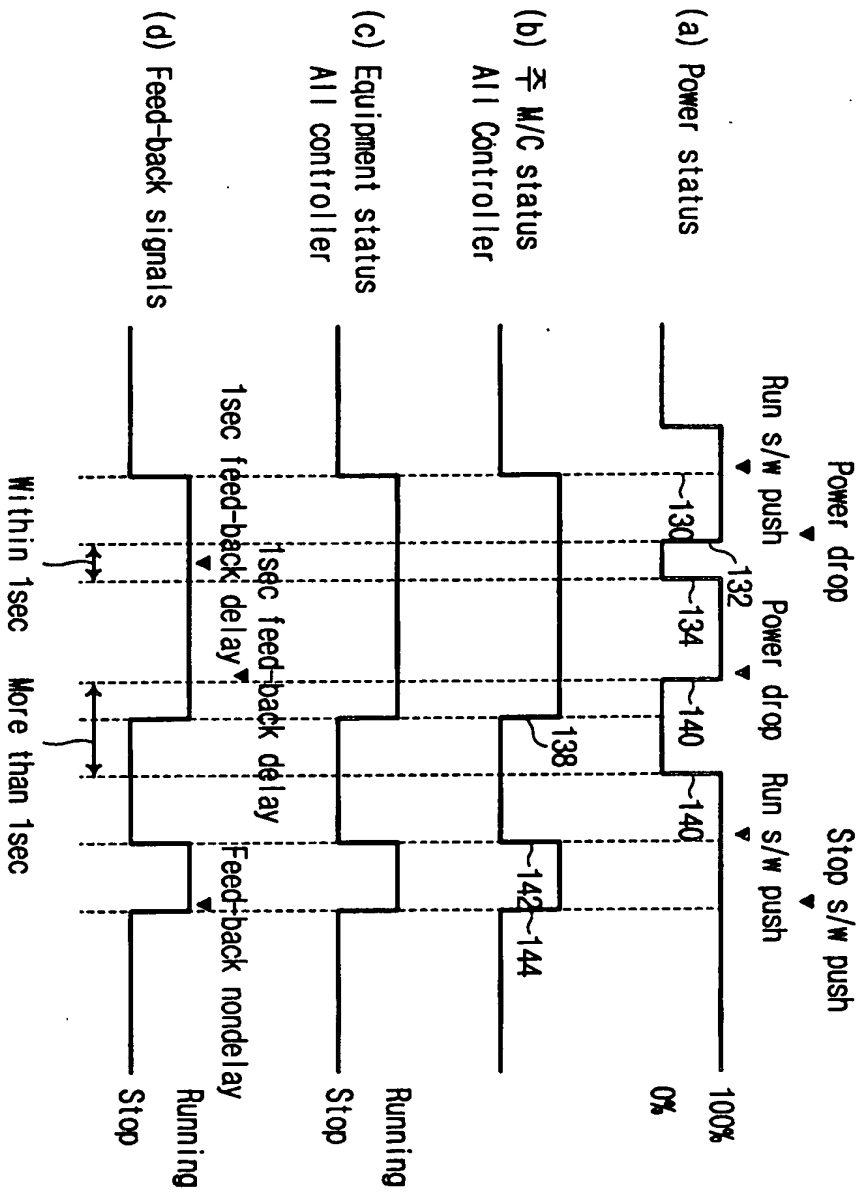 Power drop
Stop s/w push
Run s/w push
Power drop
Run s/w push
(a) Power status
100%
0%
130
132
134
140
140
(b) 주 M/C status
All Controller
138
142
144
(c) Equipment status
All controller
Running
Stop
1sec feed-back delay
1sec feed-back delay
Feed-back nondelay
(d) Feed-back signals
Running
Stop
Within 1sec
More than 1sec